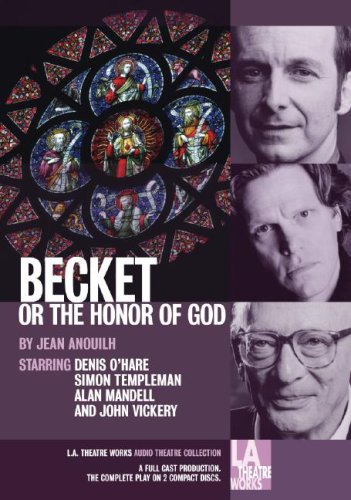 BECKET
OR THE HONOR OF GOD
BY JEAN ANOUILH
STARRING DENIS O'HARE
SIMON TEMPLEMAN
ALAN MANDELL
AND JOHN VICKERY
L.A. THEATRE WORKS AUDIO THEATRE COLLECTION
A FULL CAST PRODUCTION.
THE COMPLETE PLAY ON 2 COMPACT DISCS.
LA
THEATRE
WORKS